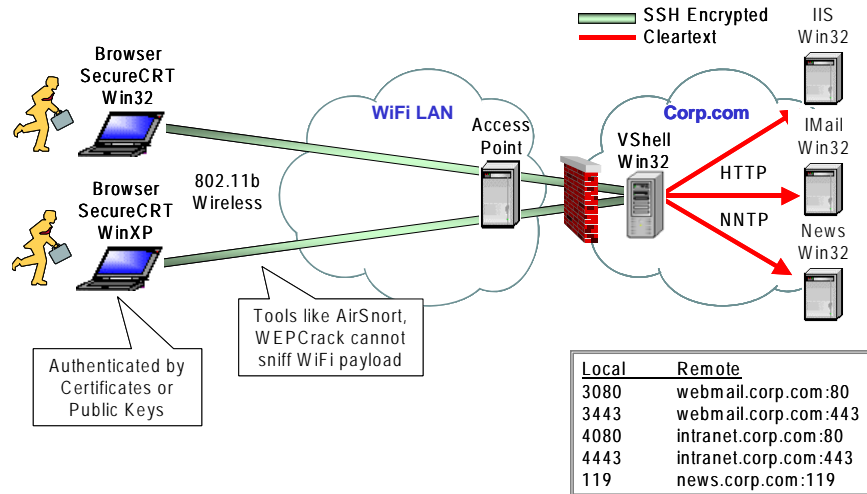 SSH Encrypted
Cleartext
IIS
Win32
Browser
SecureCRT
Win32
WiFi LAN
Access
Point
Corp.com
VShell
Win32
IMail
Win32
HTTP
NNTP
News
Win32
802.11b
Wireless
Browser
SecureCRT
WinXP
Tools like AirSnort,
WEPCrack cannot
sniff WiFi payload
Authenticated by
Certificates or
Public Keys
Local Remote
3080 webmail.corp.com:80
3443 webmail.corp.com:443
4080 intranet.corp.com:80
4443 intranet.corp.com:443
119 news.corp.com:119